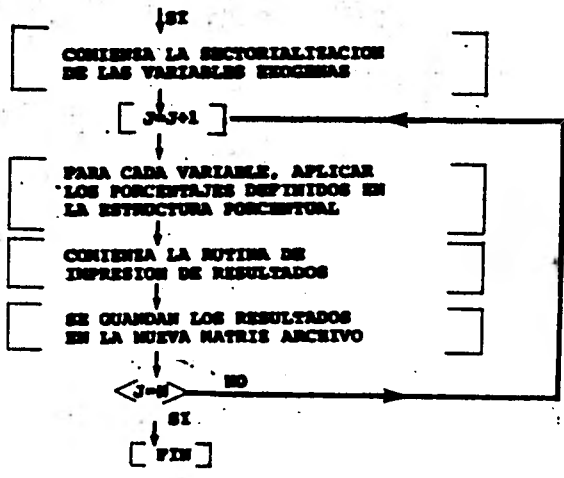 SI
COMIENZA LA SECTORIALIZACION
DE LAS VARIABLES EXOGENAS
J=J+1
PARA CADA VARIABLE, APLICAR
LOS PORCENTAJES DEFINIDOS EN
LA ESTRUCTURA PORCENTUAL
COMIENZA LA RUTINA DE
IMPRESION DE RESULTADOS
SE GUARDAN LOS RESULTADOS
EN LA NUEVA MATRIZ ARCHIVO
J=N
NO
SI
FIN